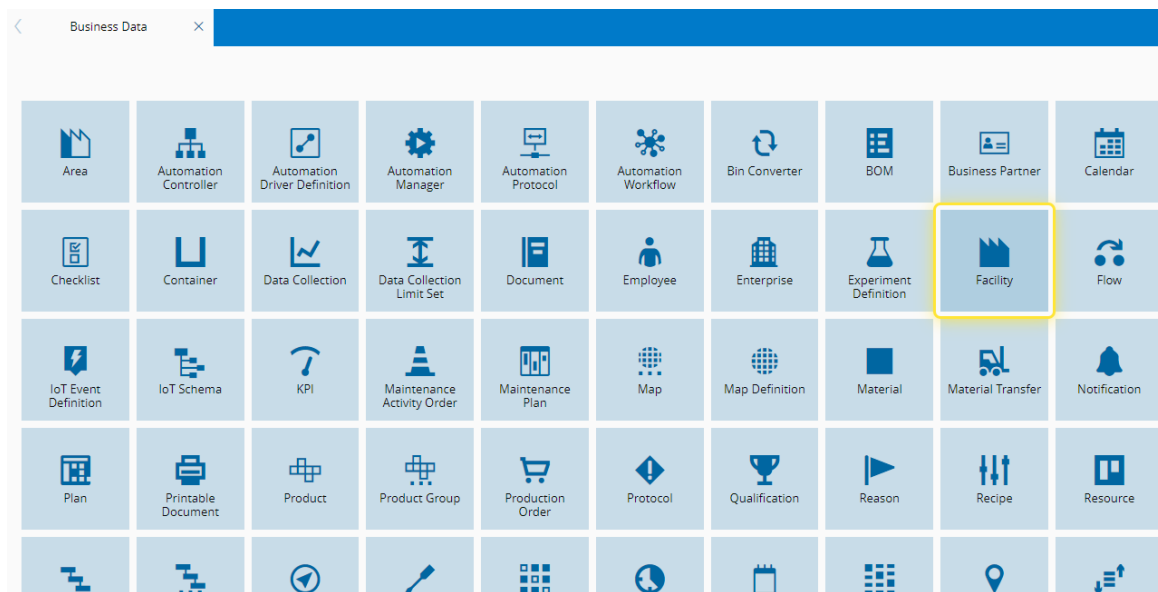 Business Data
Area
Automation
Controller
Automation
Driver Definition
Automation
Manager
Automation
Protocol
Automation
Workflow
Bin Converter
BOM
Business Partner
Calendar
Checklist
Container
Data Collection
Data Collection
Limit Set
Document
Employee
Enterprise
Experiment
Definition
Facility
Flow
IoT Event
Definition
IoT Schema
KPI
Maintenance
Activity Order
Maintenance
Plan
Map
Map Definition
Material
Material Transfer
Notification
Plan
Printable
Document
Product
Product Group
Production
Order
Protocol
Qualification
Reason
Recipe
Resource